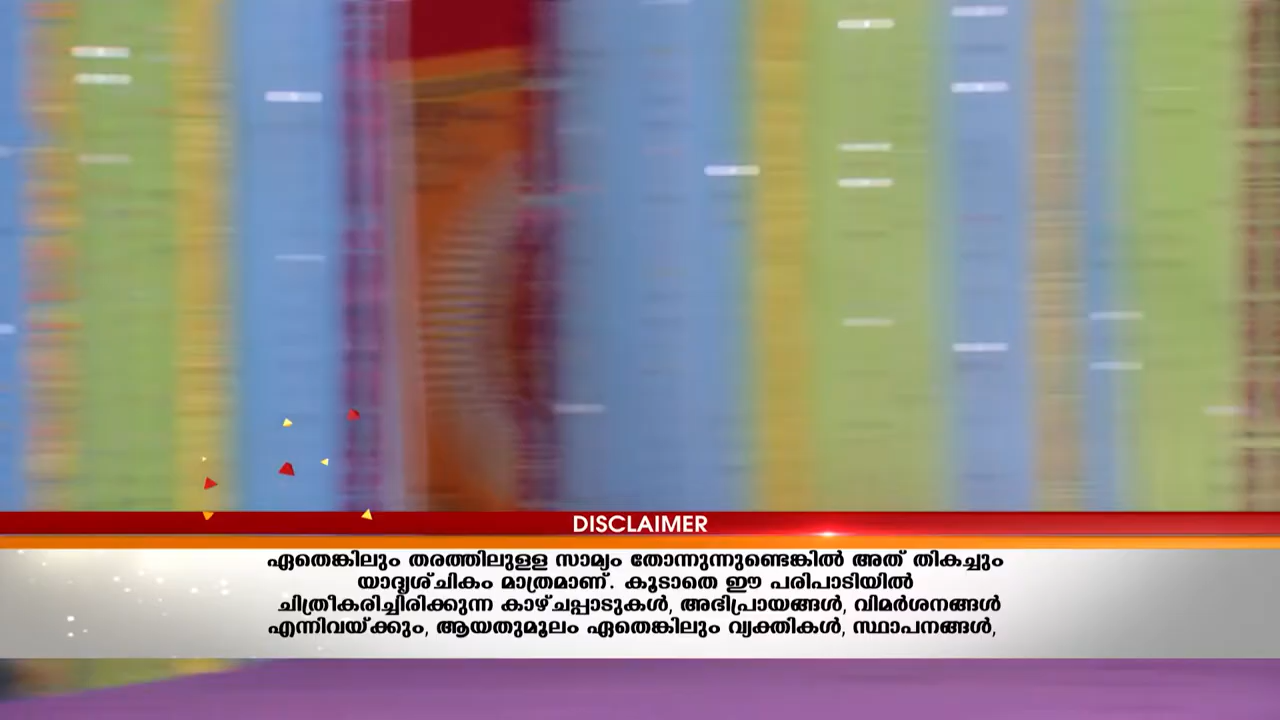 DISCLAIMER
ഏതെങ്കിലും തരത്തിലുളള സാമ്യം തോന്നുന്നുണ്ടെങ്കിൽ അത് തികച്ചും
യാദൃശ്ചികം മാത്രമാണ്. കൂടാതെ ഈ പരിപാടിയിൽ
ചിത്രീകരിച്ചിരിക്കുന്ന കാഴ്ചപ്പാടുകൾ, അഭിപ്രായങ്ങൾ, വിമർശനങ്ങൾ
എന്നിവയ്ക്കും, ആയതുമൂലം ഏതെങ്കിലും വ്യക്തികൾ, സ്ഥാപനങ്ങൾ,